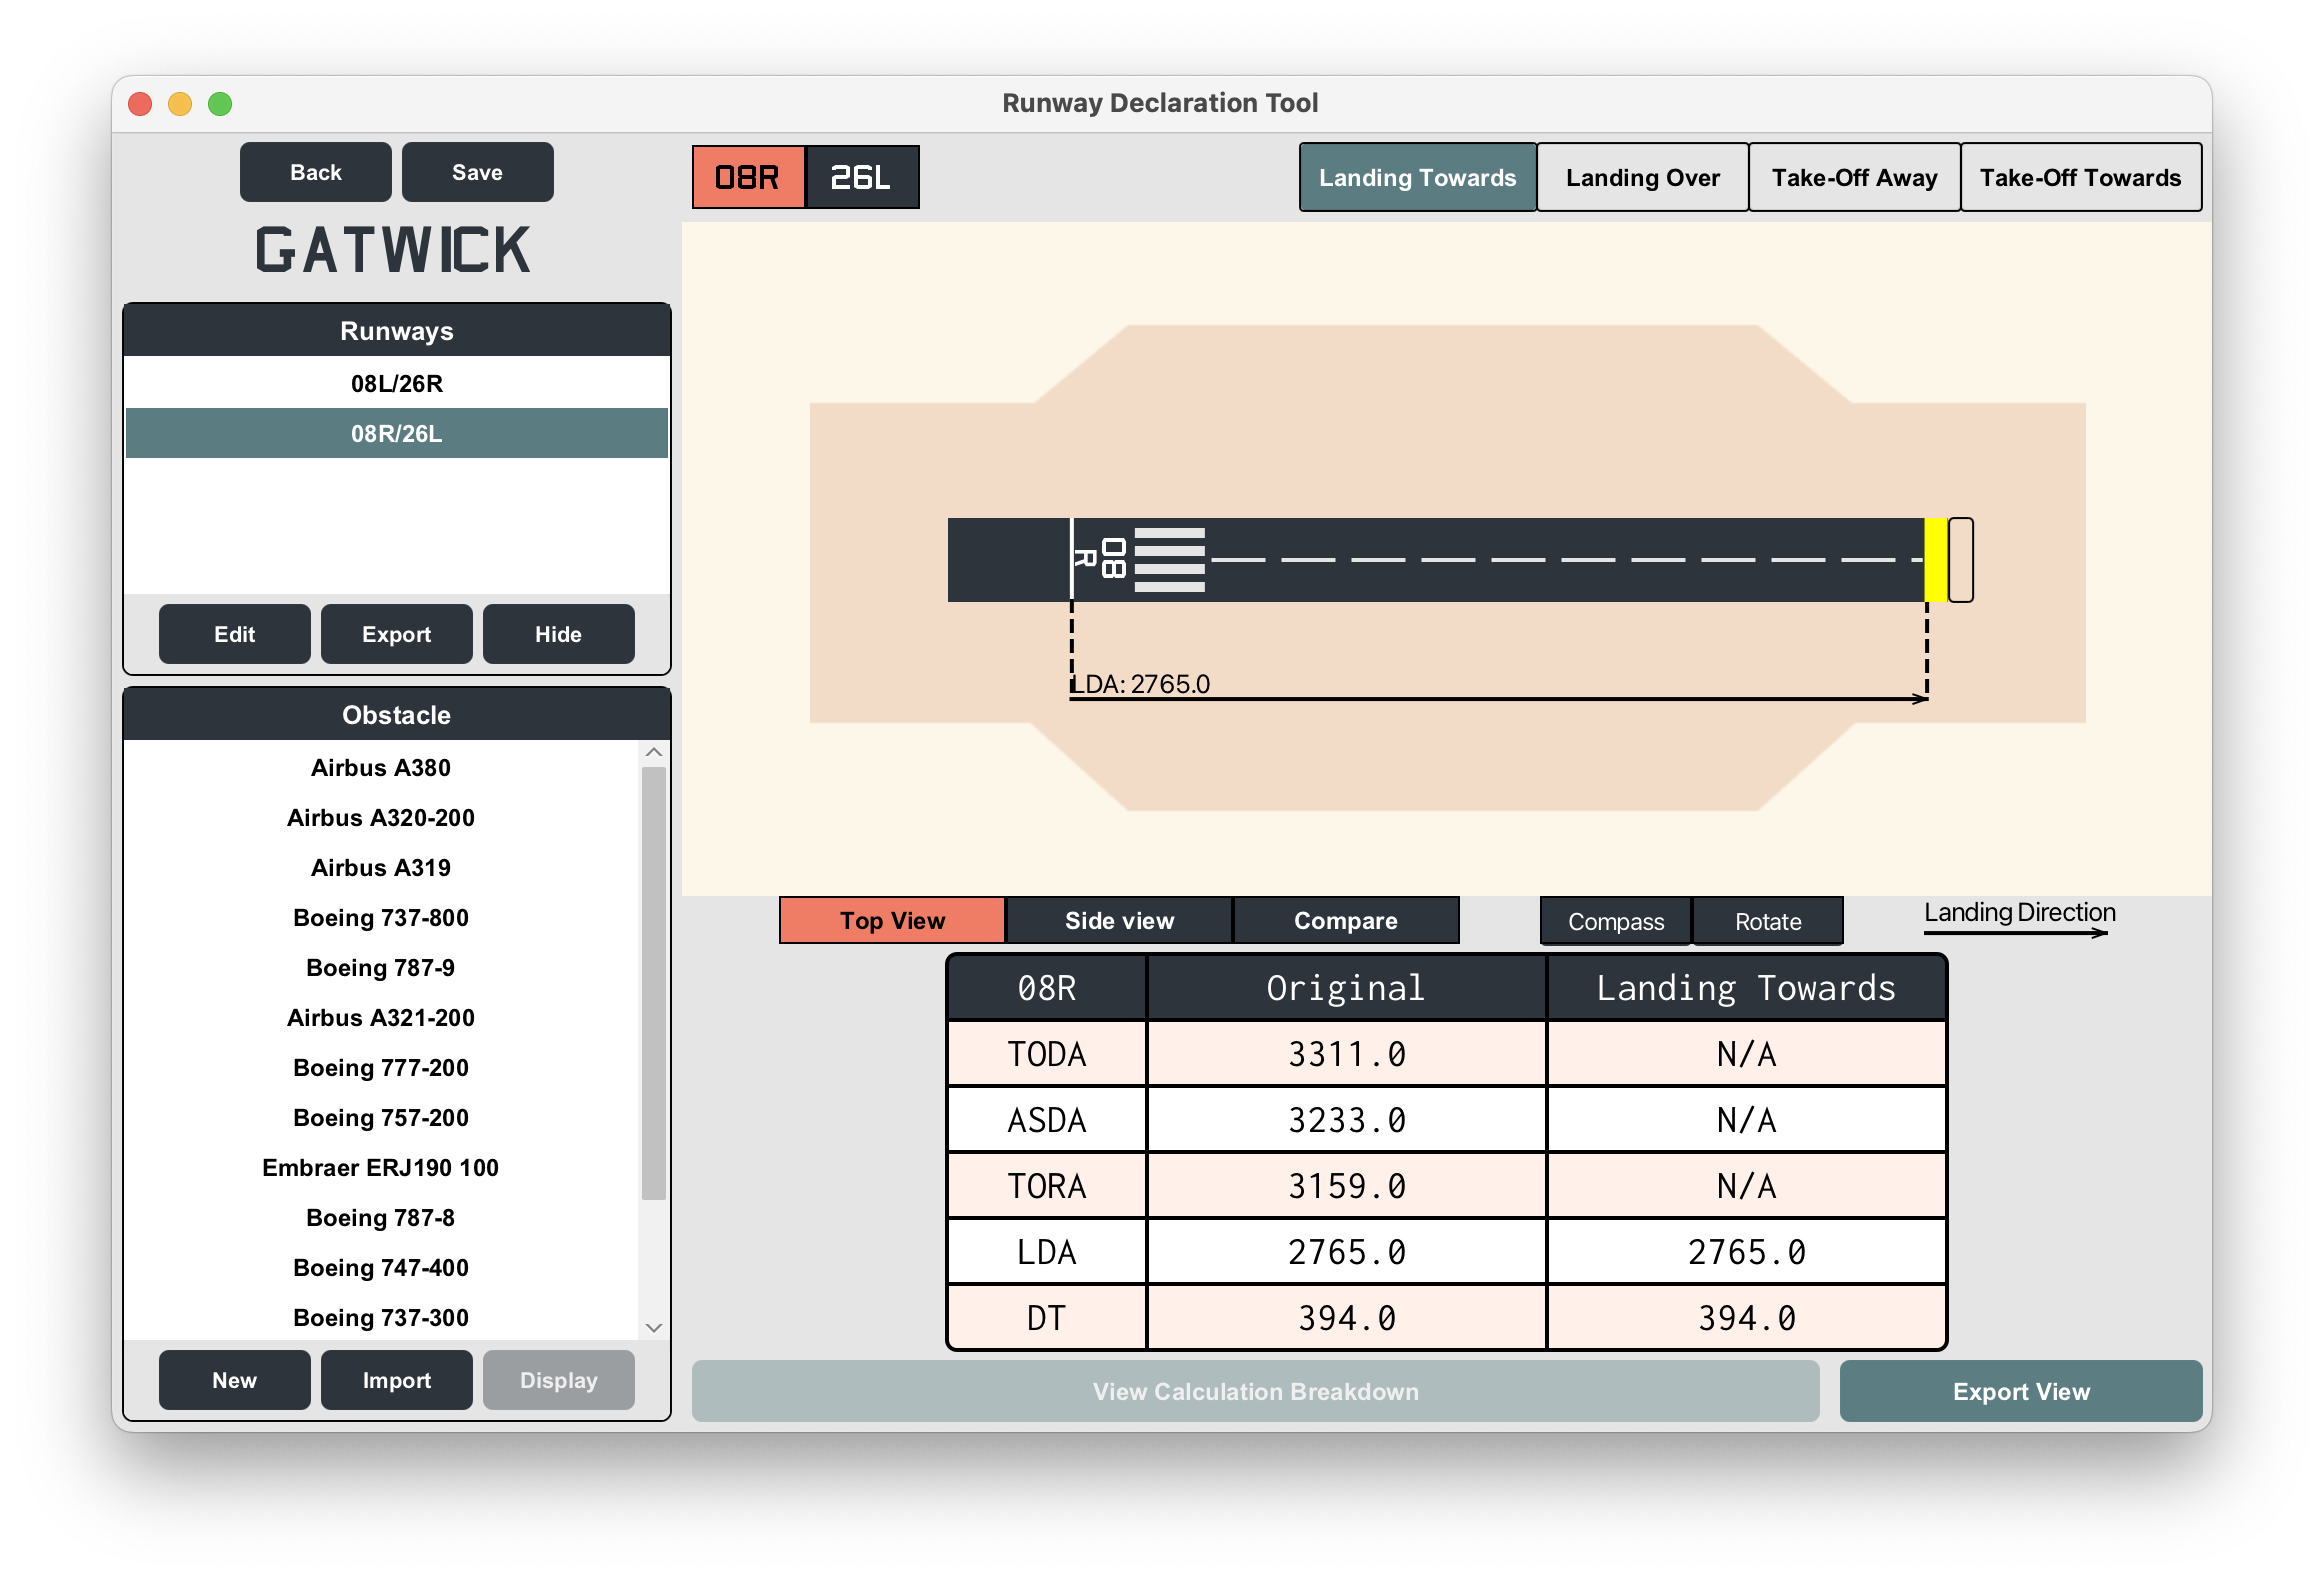 Runway Declaration Tool
Back
Save
GATWICK
Runways
08L/26R
08R/26L
Edit
Export
Hide
Obstacle
Airbus A380
Airbus A320-200
Airbus A319
Boeing 737-800
Boeing 787-9
Airbus A321-200
Boeing 777-200
Boeing 757-200
Embraer ERJ190 100
Boeing 787-8
Boeing 747-400
Boeing 737-300
New
Import
Display
08R
26L
Landing Towards
Landing Over
Take-Off Away
Take-Off Towards
08
R
LDA: 2765.0
Top View
Side view
Compare
Compass
Rotate
Landing Direction
08R Original Landing Towards
TODA 3311.0 N/A
ASDA 3233.0 N/A
TORA 3159.0 N/A
LDA 2765.0 2765.0
DT 394.0 394.0
View Calculation Breakdown
Export View